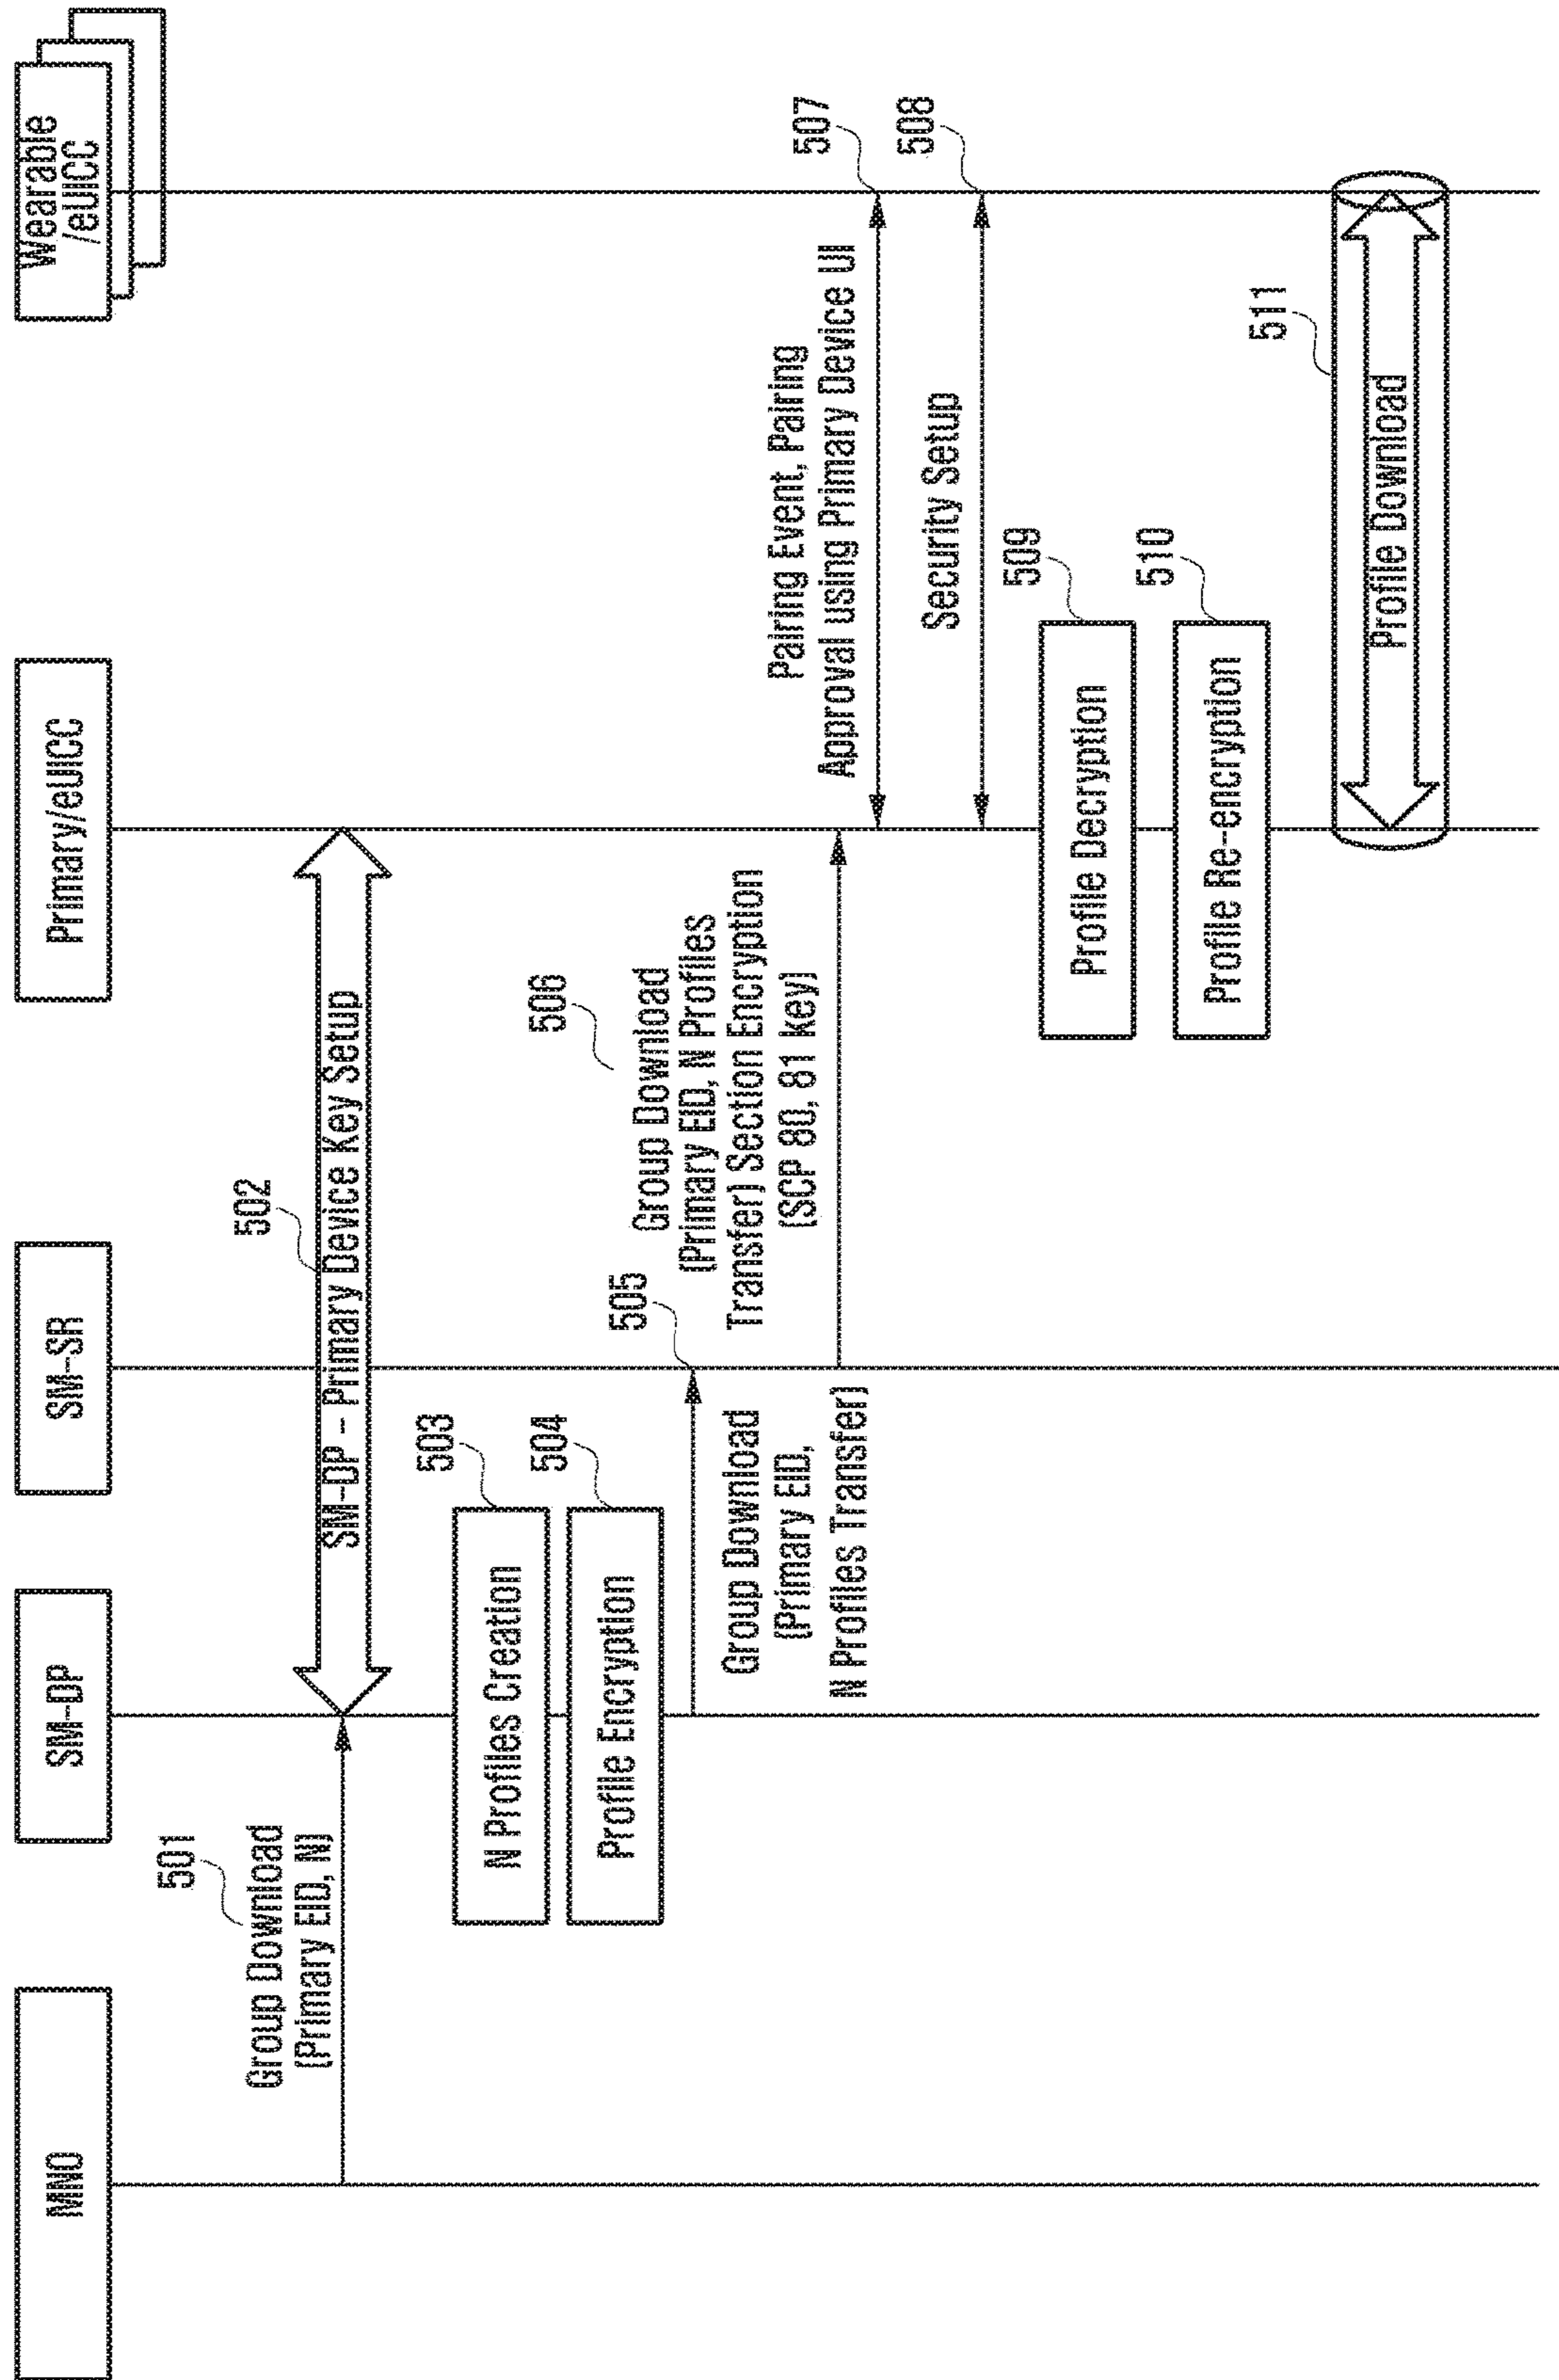 MNO
SM-DP
SM-SR
Primary/eUICC
Wearable
/eUICC
501
Group Download
(Primary EID, N)
502
SM-DP - Primary Device Key Setup
503
N Profiles Creation
504
Profile Encryption
505
Group Download
(Primary EID,
N Profiles Transfer)
506
Group Download
(Primary EID, N Profiles
Transfer) Section Encryption
(SCP 80, 81 key)
507
Pairing Event, Pairing
Approval using Primary Device UI
508
Security Setup
509
Profile Decryption
510
Profile Re-encryption
511
Profile Download